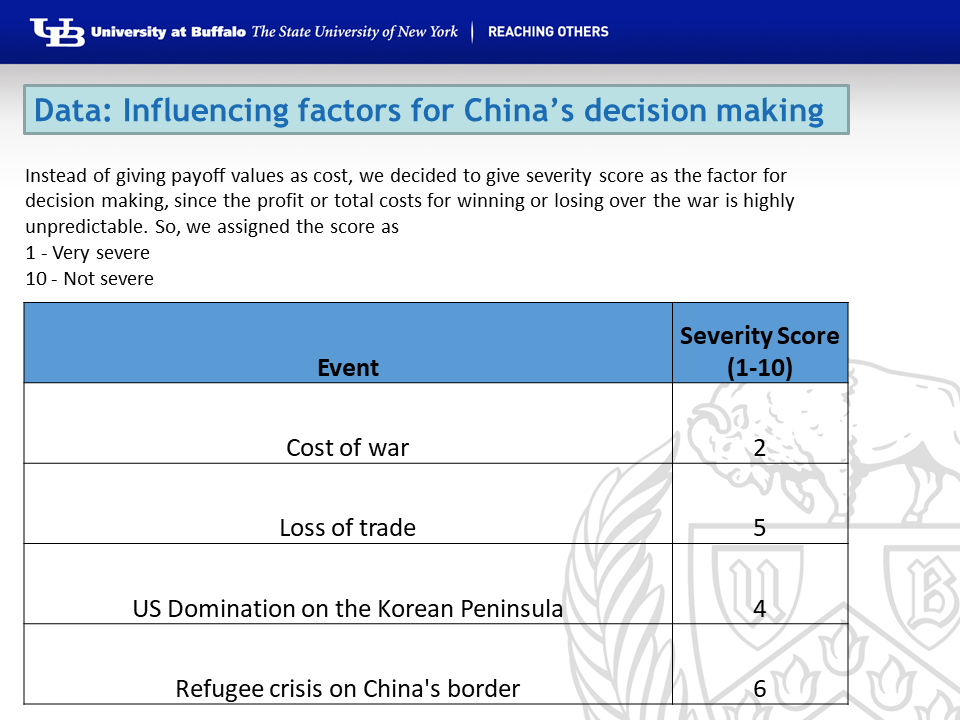 UB University at Buffalo The State University of New York | REACHING OTHERS
Data: Influencing factors for China’s decision making
Instead of giving payoff values as cost, we decided to give severity score as the factor for
decision making, since the profit or total costs for winning or losing over the war is highly
unpredictable. So, we assigned the score as
1 - Very severe
10 - Not severe
Event
Severity Score
(1-10)
Cost of war 2
Loss of trade 5
US Domination on the Korean Peninsula 4
Refugee crisis on China's border 6
U B